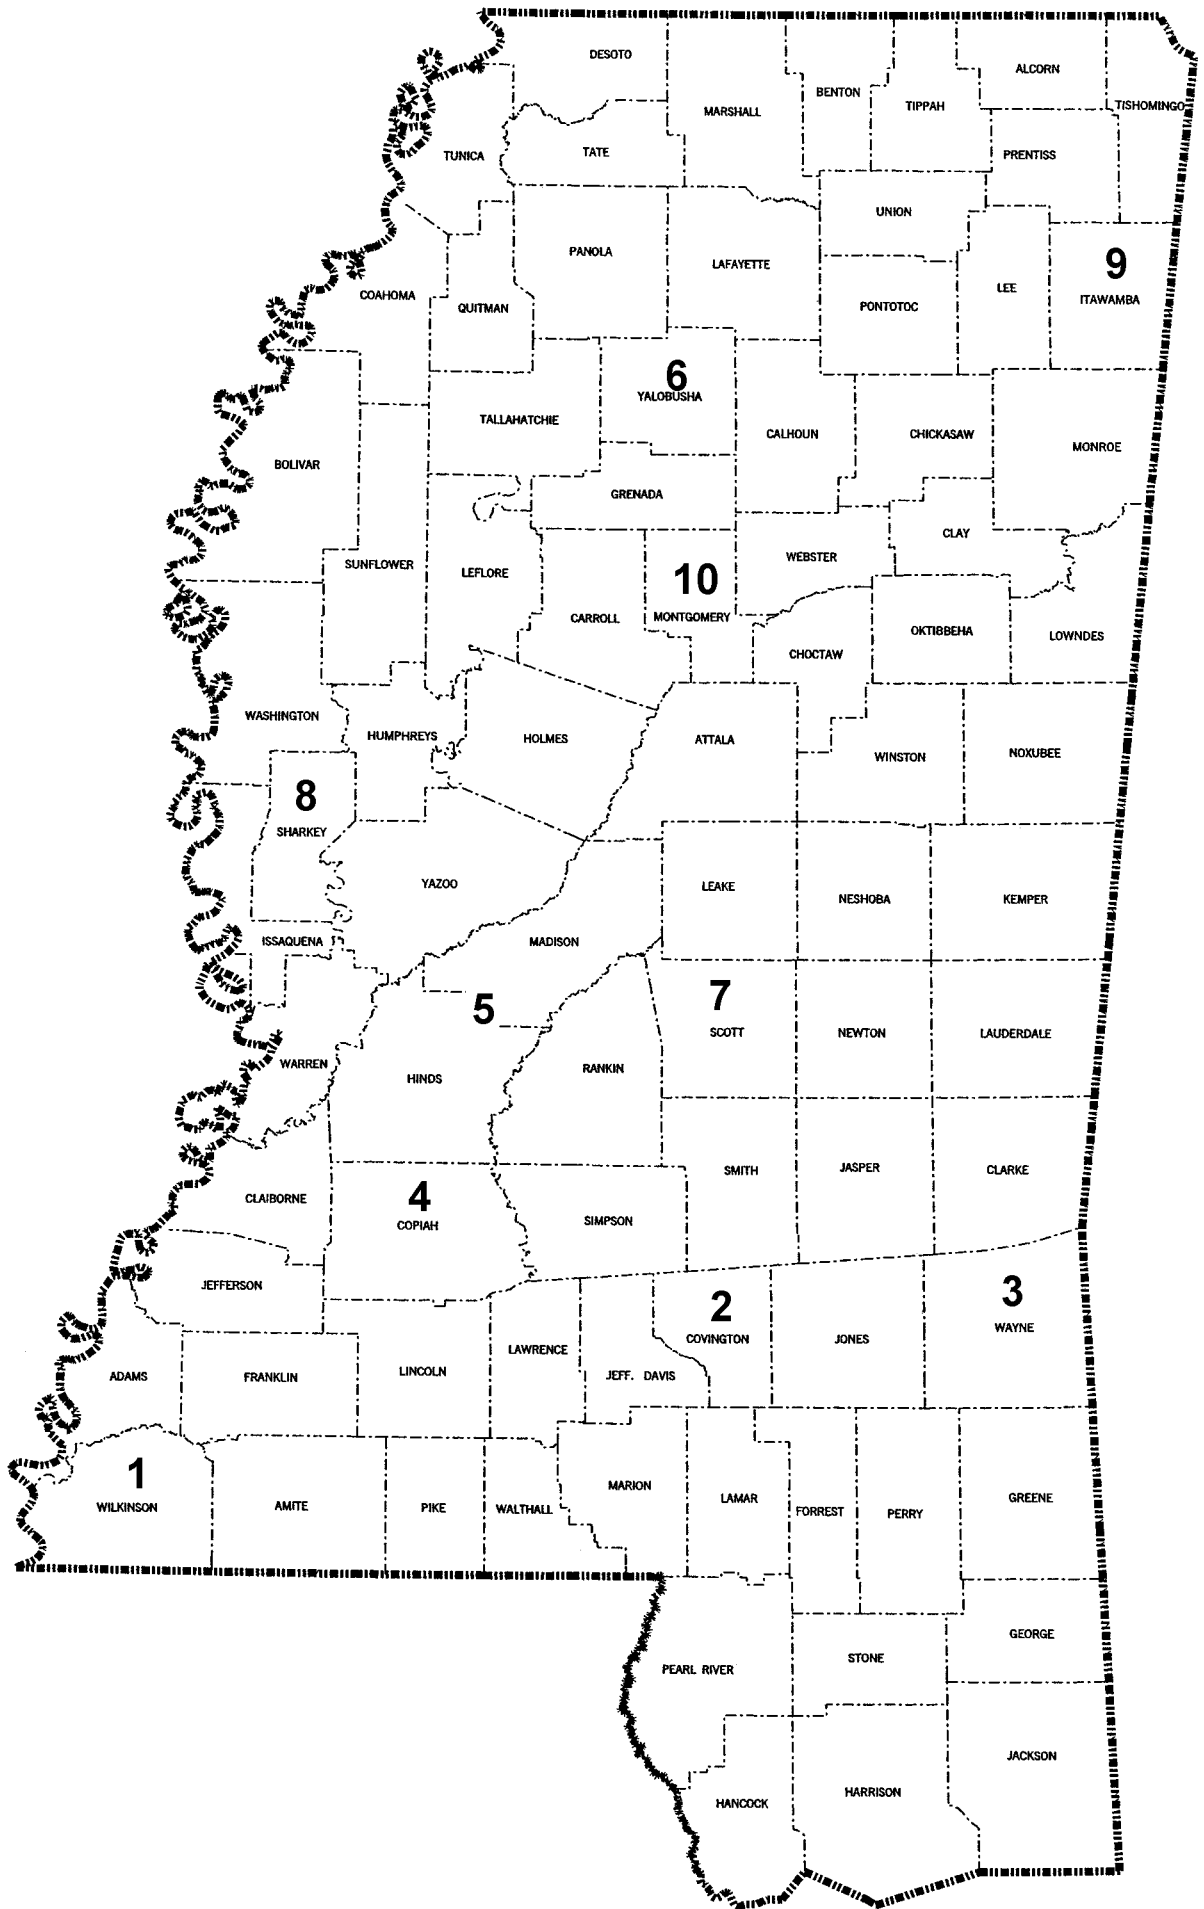 DESOTO
ALCORN
BENTON
MARSHALL
TIPPAH
TISHOMINGO
TUNICA
TATE
PRENTISS
UNION
PANOLA
LAFAYETTE
9
LEE
ITAWAMBA
COAHOMA
QUITMAN
PONTOTOC
6
YALOBUSHA
TALLAHATCHIE
CALHOUN
CHICKASAW
MONROE
BOLIVAR
GRENADA
CLAY
WEBSTER
SUNFLOWER
LEFLORE
10
CARROLL
MONTGOMERY
OKTIBBEHA
LOWNDES
CHOCTAW
WASHINGTON
HUMPHREYS
HOLMES
ATTALA
WINSTON
NOXUBEE
8
SHARKEY
YAZOO
LEAKE
NESHOBA
KEMPER
ISSAQUENA
MADISON
5
7
SCOTT
NEWTON
LAUDERDALE
WARREN
HINDS
RANKIN
SMITH
JASPER
CLARKE
CLAIBORNE
4
COPIAH
SIMPSON
JEFFERSON
2
3
COVINGTON
JONES
WAYNE
ADAMS
FRANKLIN
LINCOLN
LAWRENCE
JEFF. DAVIS
1
WILKINSON
AMITE
PIKE
WALTHALL
MARION
LAMAR
FORREST
PERRY
GREENE
GEORGE
PEARL RIVER
STONE
JACKSON
HANCOCK
HARRISON